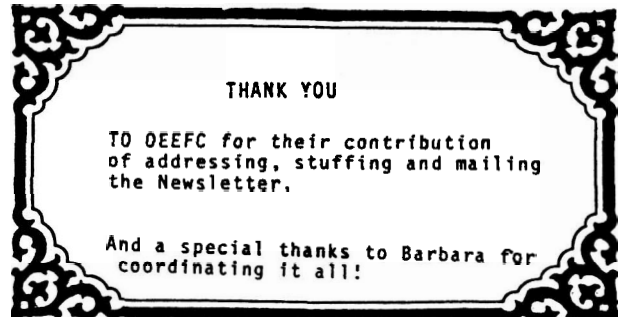 THANK YOU
TO OEEFC for their contribution
of addressing, stuffing and mailing
the Newsletter,
And a special thanks to Barbara for
coordinating it all!